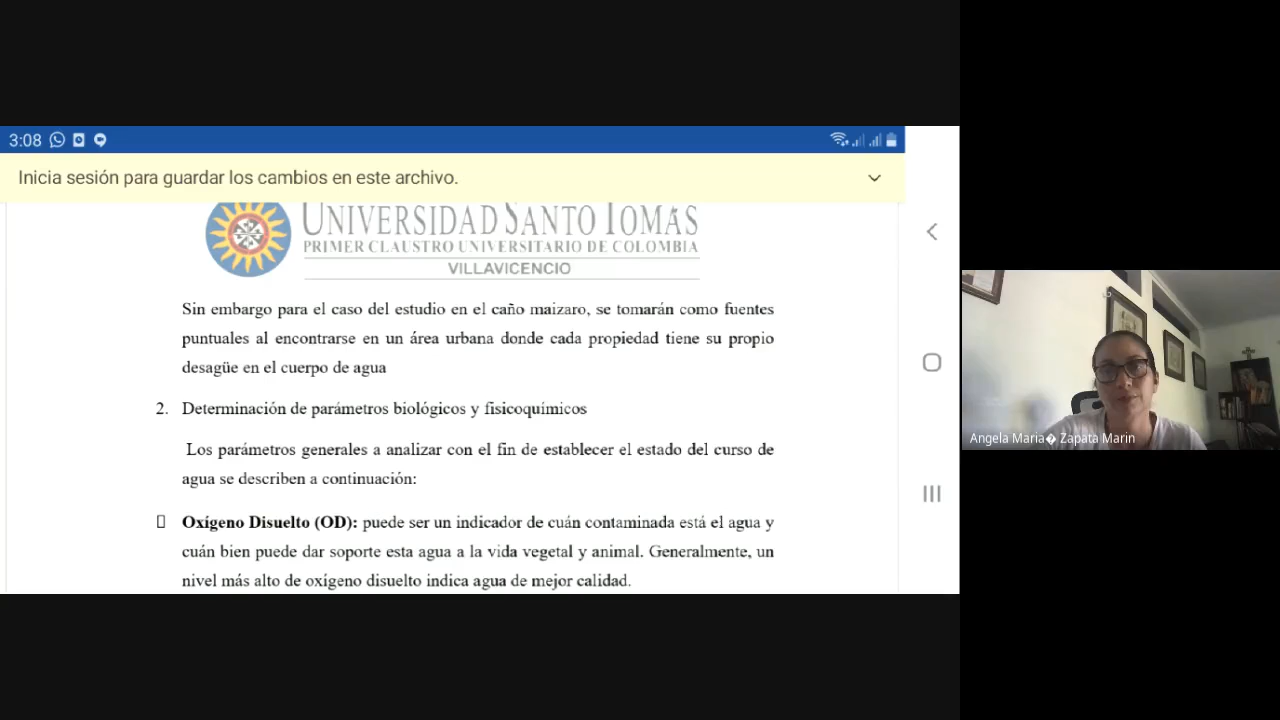 3:08
Inicia sesión para guardar los cambios en este archivo.
UNIVERSIDAD SANTO TOMÁS
PRIMER CLAUSTRO UNIVERSITARIO DE COLOMBIA
VILLAVICENCIO
Sin embargo para el caso del estudio en el caño maizaro, se tomarán como fuentes
puntuales al encontrarse en un área urbana donde cada propiedad tiene su propio
desagüe en el cuerpo de agua
2. Determinación de parámetros biológicos y fisicoquímicos
Los parámetros generales a analizar con el fin de establecer el estado del curso de
agua se describen a continuación:
Oxígeno Disuelto (OD): puede ser un indicador de cuán contaminada está el agua y
cuán bien puede dar soporte esta agua a la vida vegetal y animal. Generalmente, un
nivel más alto de oxígeno disuelto indica agua de mejor calidad.
Angela Maria� Zapata Marin